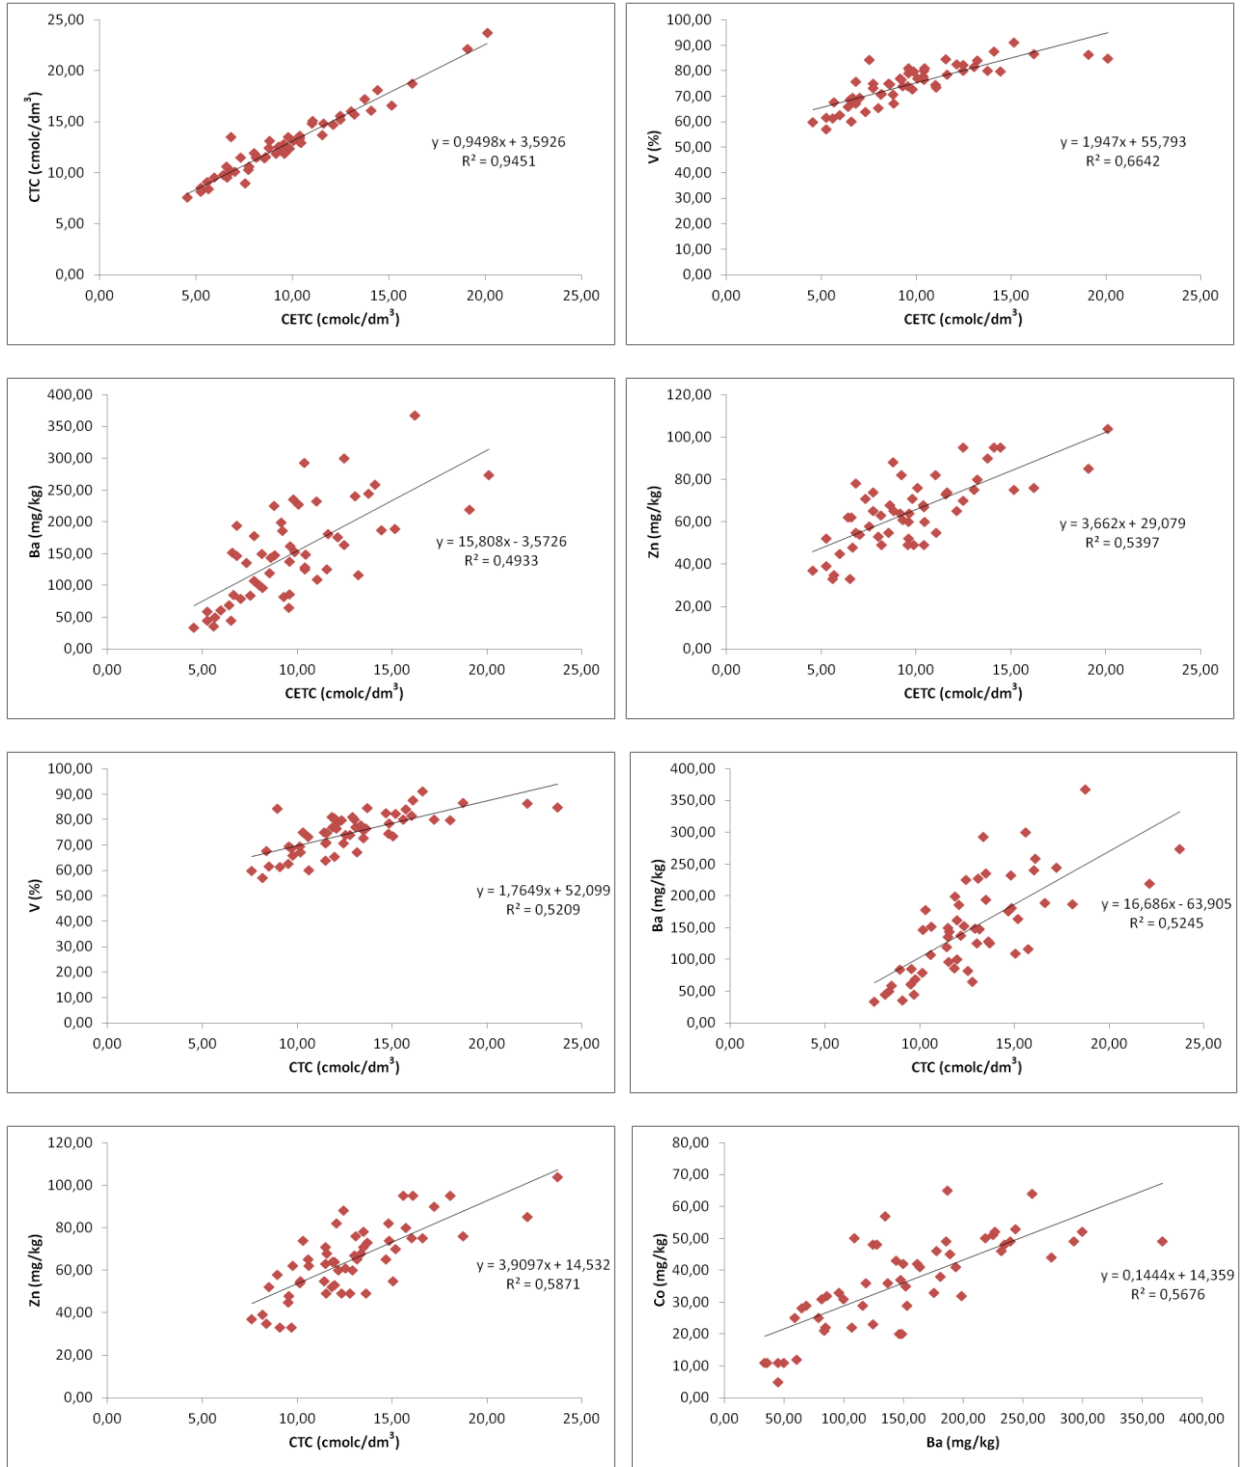 25,00
20,00
15,00
10,00
5,00
0,00
CTC (cmolc/dm³)
y = 0,9498x + 3,5926
R² = 0,9451
0,00 5,00 10,00 15,00 20,00 25,00
CETC (cmolc/dm³)
100,00
90,00
80,00
70,00
60,00
50,00
40,00
30,00
20,00
10,00
0,00
V (%)
y = 1,947x + 55,793
R² = 0,6642
0,00 5,00 10,00 15,00 20,00 25,00
CETC (cmolc/dm³)
400,00
350,00
300,00
250,00
200,00
150,00
100,00
50,00
0,00
Ba (mg/kg)
y = 15,808x - 3,5726
R² = 0,4933
0,00 5,00 10,00 15,00 20,00 25,00
CETC (cmolc/dm³)
120,00
100,00
80,00
60,00
40,00
20,00
0,00
Zn (mg/kg)
y = 3,662x + 29,079
R² = 0,5397
0,00 5,00 10,00 15,00 20,00 25,00
CETC (cmolc/dm³)
100,00
90,00
80,00
70,00
60,00
50,00
40,00
30,00
20,00
10,00
0,00
V (%)
y = 1,7649x + 52,099
R² = 0,5209
0,00 5,00 10,00 15,00 20,00 25,00
CTC (cmolc/dm³)
400,00
350,00
300,00
250,00
200,00
150,00
100,00
50,00
0,00
Ba (mg/kg)
y = 16,686x - 63,905
R² = 0,5245
0,00 5,00 10,00 15,00 20,00 25,00
CTC (cmolc/dm³)
120,00
100,00
80,00
60,00
40,00
20,00
0,00
Zn (mg/kg)
y = 3,9097x + 14,532
R² = 0,5871
0,00 5,00 10,00 15,00 20,00 25,00
CTC (cmolc/dm³)
80,00
70,00
60,00
50,00
40,00
30,00
20,00
10,00
0,00
Co (mg/kg)
y = 0,1444x + 14,359
R² = 0,5676
0,00 50,00 100,00 150,00 200,00 250,00 300,00 350,00 400,00
Ba (mg/kg)